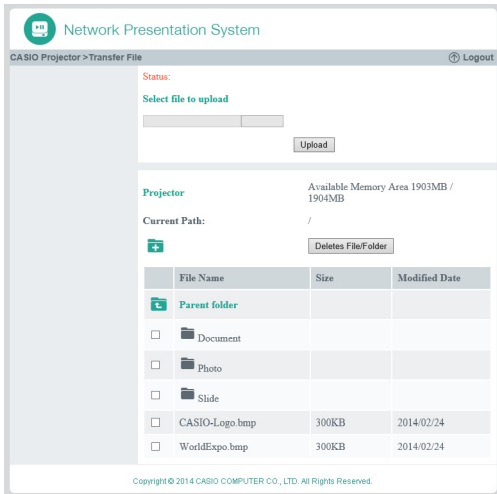 Network Presentation System
CASIO Projector >Transfer File Logout
Status:
Select file to upload
Upload
Projector Available Memory Area 1903MB /
1904MB
Current Path: /
Deletes File/Folder
File Name Size Modified Date
Parent folder
Document
Photo
Slide
CASIO-Logo.bmp 300KB 2014/02/24
WorldExpo.bmp 300KB 2014/02/24
Copyright © 2014 CASIO COMPUTER CO., LTD. All Rights Reserved.